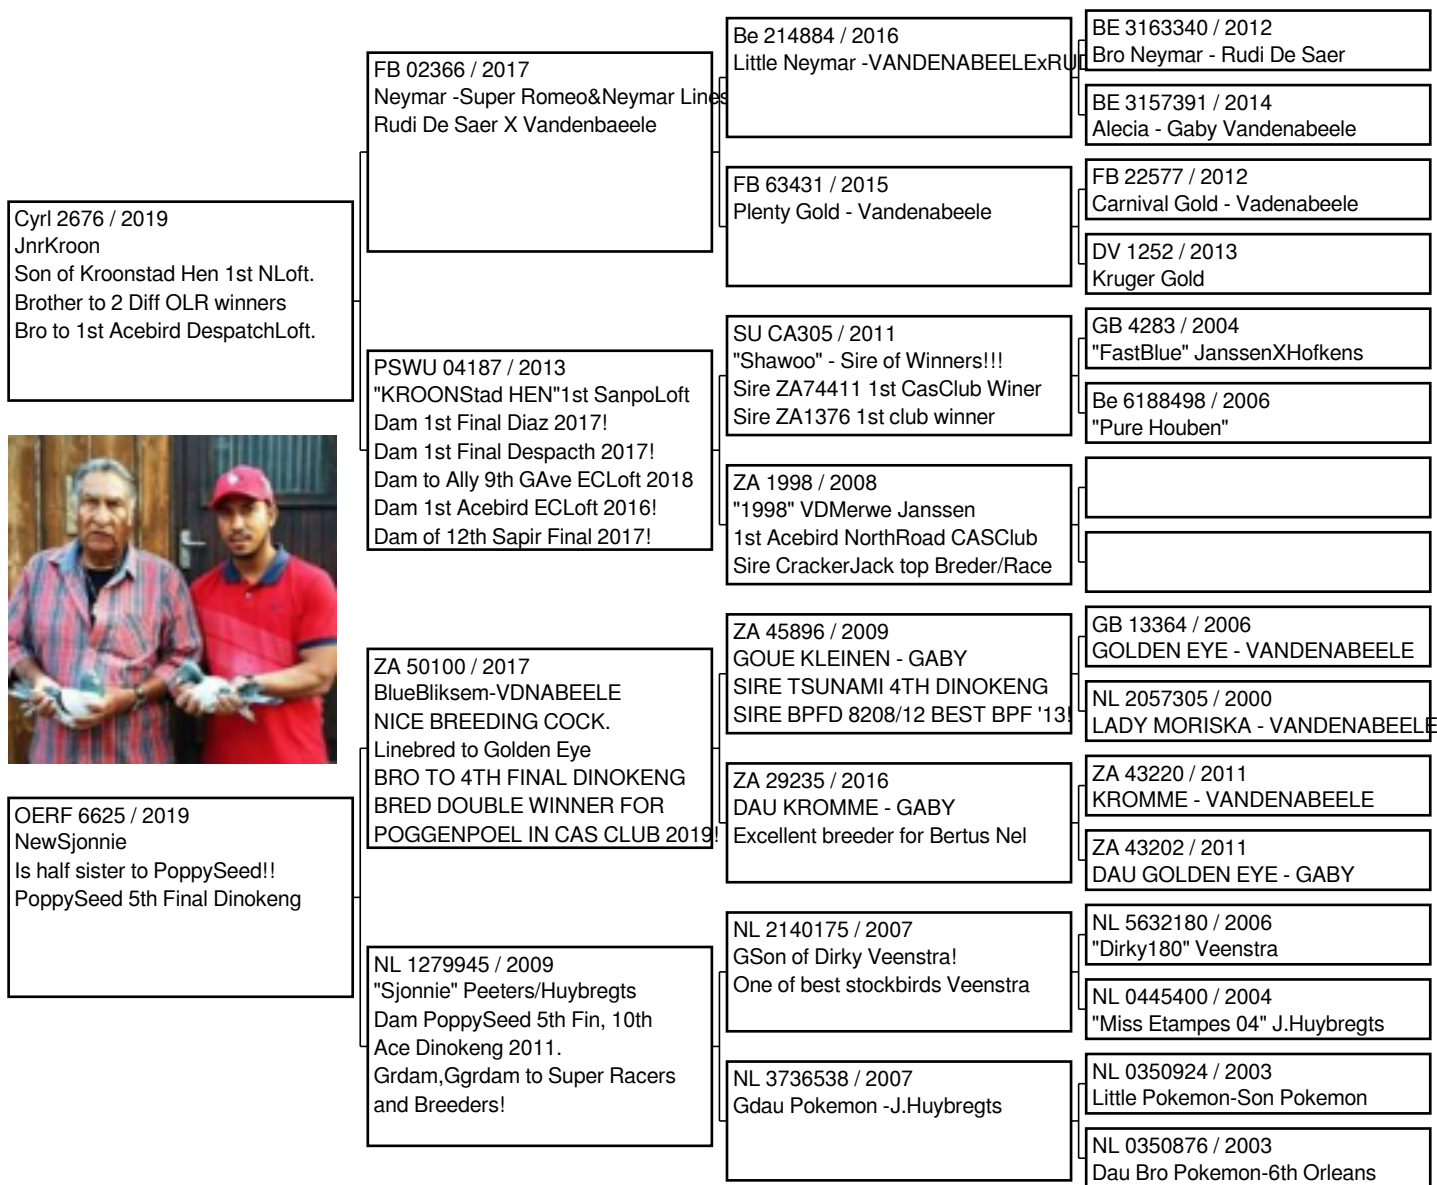 Cyrl 2676 / 2019
JnrKroon
Son of Kroonstad Hen 1st NLoft.
Brother to 2 Diff OLR winners
Bro to 1st Acebird DespatchLoft.
OERF 6625 / 2019
NewSjonnie
Is half sister to PoppySeed!!
PoppySeed 5th Final Dinokeng
FB 02366 / 2017
Neymar -Super Romeo&Neymar Lines
Rudi De Saer X Vandenbaeele
PSWU 04187 / 2013
"KROONStad HEN"1st SanpoLoft
Dam 1st Final Diaz 2017!
Dam 1st Final Despacth 2017!
Dam to Ally 9th GAve ECLoft 2018
Dam 1st Acebird ECLoft 2016!
Dam of 12th Sapir Final 2017!
ZA 50100 / 2017
BlueBliksem-VDNABEELE
NICE BREEDING COCK.
Linebred to Golden Eye
BRO TO 4TH FINAL DINOKENG
BRED DOUBLE WINNER FOR
POGGENPOEL IN CAS CLUB 2019!
NL 1279945 / 2009
"Sjonnie" Peeters/Huybregts
Dam PoppySeed 5th Fin, 10th
Ace Dinokeng 2011.
Grdam,Ggrdam to Super Racers
and Breeders!
Be 214884 / 2016
Little Neymar -VANDENABEELExRUD
FB 63431 / 2015
Plenty Gold - Vandenabeele
SU CA305 / 2011
"Shawoo" - Sire of Winners!!!
Sire ZA74411 1st CasClub Winer
Sire ZA1376 1st club winner
ZA 1998 / 2008
"1998" VDMerwe Janssen
1st Acebird NorthRoad CASClub
Sire CrackerJack top Breder/Race
ZA 45896 / 2009
GOUE KLEINEN - GABY
SIRE TSUNAMI 4TH DINOKENG
SIRE BPFD 8208/12 BEST BPF '13!
ZA 29235 / 2016
DAU KROMME - GABY
Excellent breeder for Bertus Nel
NL 2140175 / 2007
GSon of Dirky Veenstra!
One of best stockbirds Veenstra
NL 3736538 / 2007
Gdau Pokemon -J.Huybregts
BE 3163340 / 2012
Bro Neymar - Rudi De Saer
BE 3157391 / 2014
Alecia - Gaby Vandenabeele
FB 22577 / 2012
Carnival Gold - Vadenabeele
DV 1252 / 2013
Kruger Gold
GB 4283 / 2004
"FastBlue" JanssenXHofkens
Be 6188498 / 2006
"Pure Houben"
GB 13364 / 2006
GOLDEN EYE - VANDENABEELE
NL 2057305 / 2000
LADY MORISKA - VANDENABEELE
ZA 43220 / 2011
KROMME - VANDENABEELE
ZA 43202 / 2011
DAU GOLDEN EYE - GABY
NL 5632180 / 2006
"Dirky180" Veenstra
NL 0445400 / 2004
"Miss Etampes 04" J.Huybregts
NL 0350924 / 2003
Little Pokemon-Son Pokemon
NL 0350876 / 2003
Dau Bro Pokemon-6th Orleans